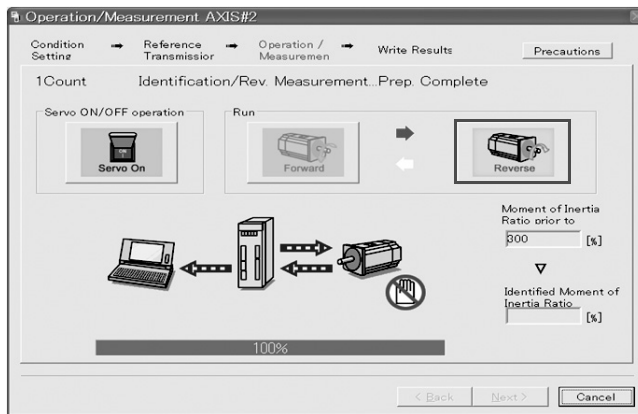 Operation/Measurement AXIS#2
Condition Setting
Reference Transmissior
Operation / Measuremen
Write Results
Precautions
1Count Identification/Rev. Measurement...Prep. Complete
Servo ON/OFF operation
Run
ON
Servo On
Forward
Reverse
Moment of Inertia
Ratio prior to
300 [%]
Identified Moment of
Inertia Ratio
[%]
100%
< Back
Next >
Cancel